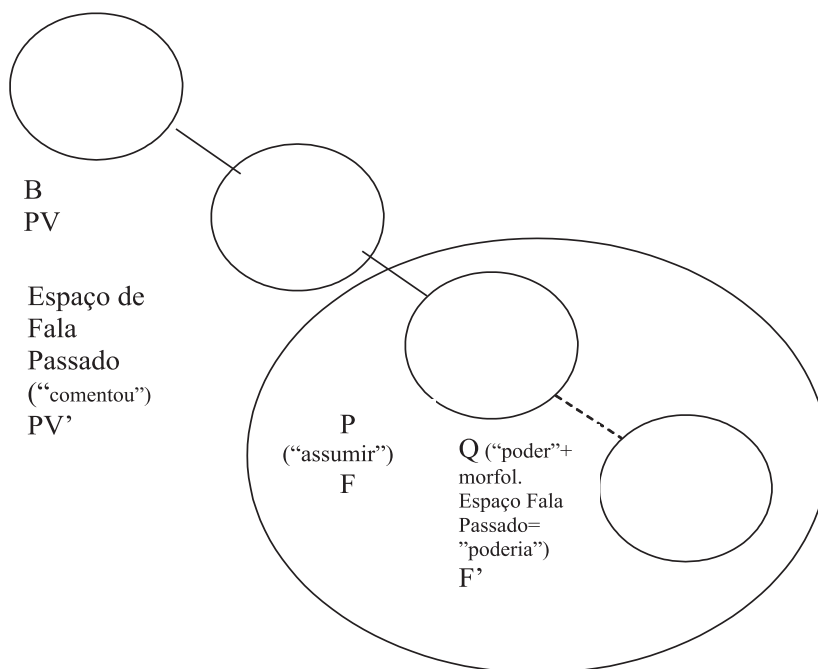 B
PV
Espaço de
Fala
Passado
(“comentou”)
PV’
P
(“assumir”)
F
Q (“poder”+
morfol.
Espaço Fala
Passado=
”poderia”)
F’